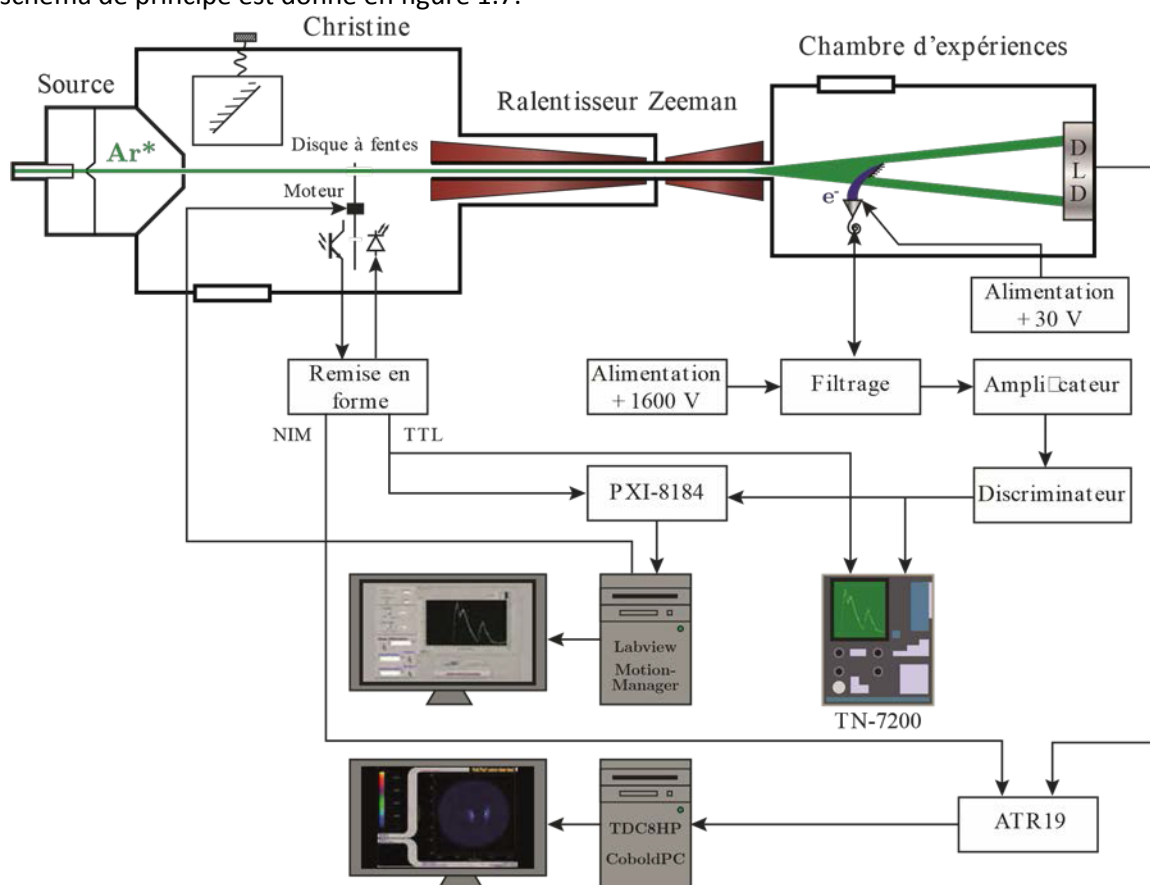 schéma de principe est donné en figure 1.7.
Christine
Chambre d'expériences
Source
Ralentisseur Zeeman
Disque à fentes
Ar*
Moteur
e-
DLD
Alimentation
+ 30 V
Remise en
forme
Alimentation
+ 1600 V
Filtrage
Ampli□cateur
NIM
TTL
PXI-8184
Discriminateur
Labview
Motion-
Manager
TN-7200
TDC8HP
CoboldPC
ATR19